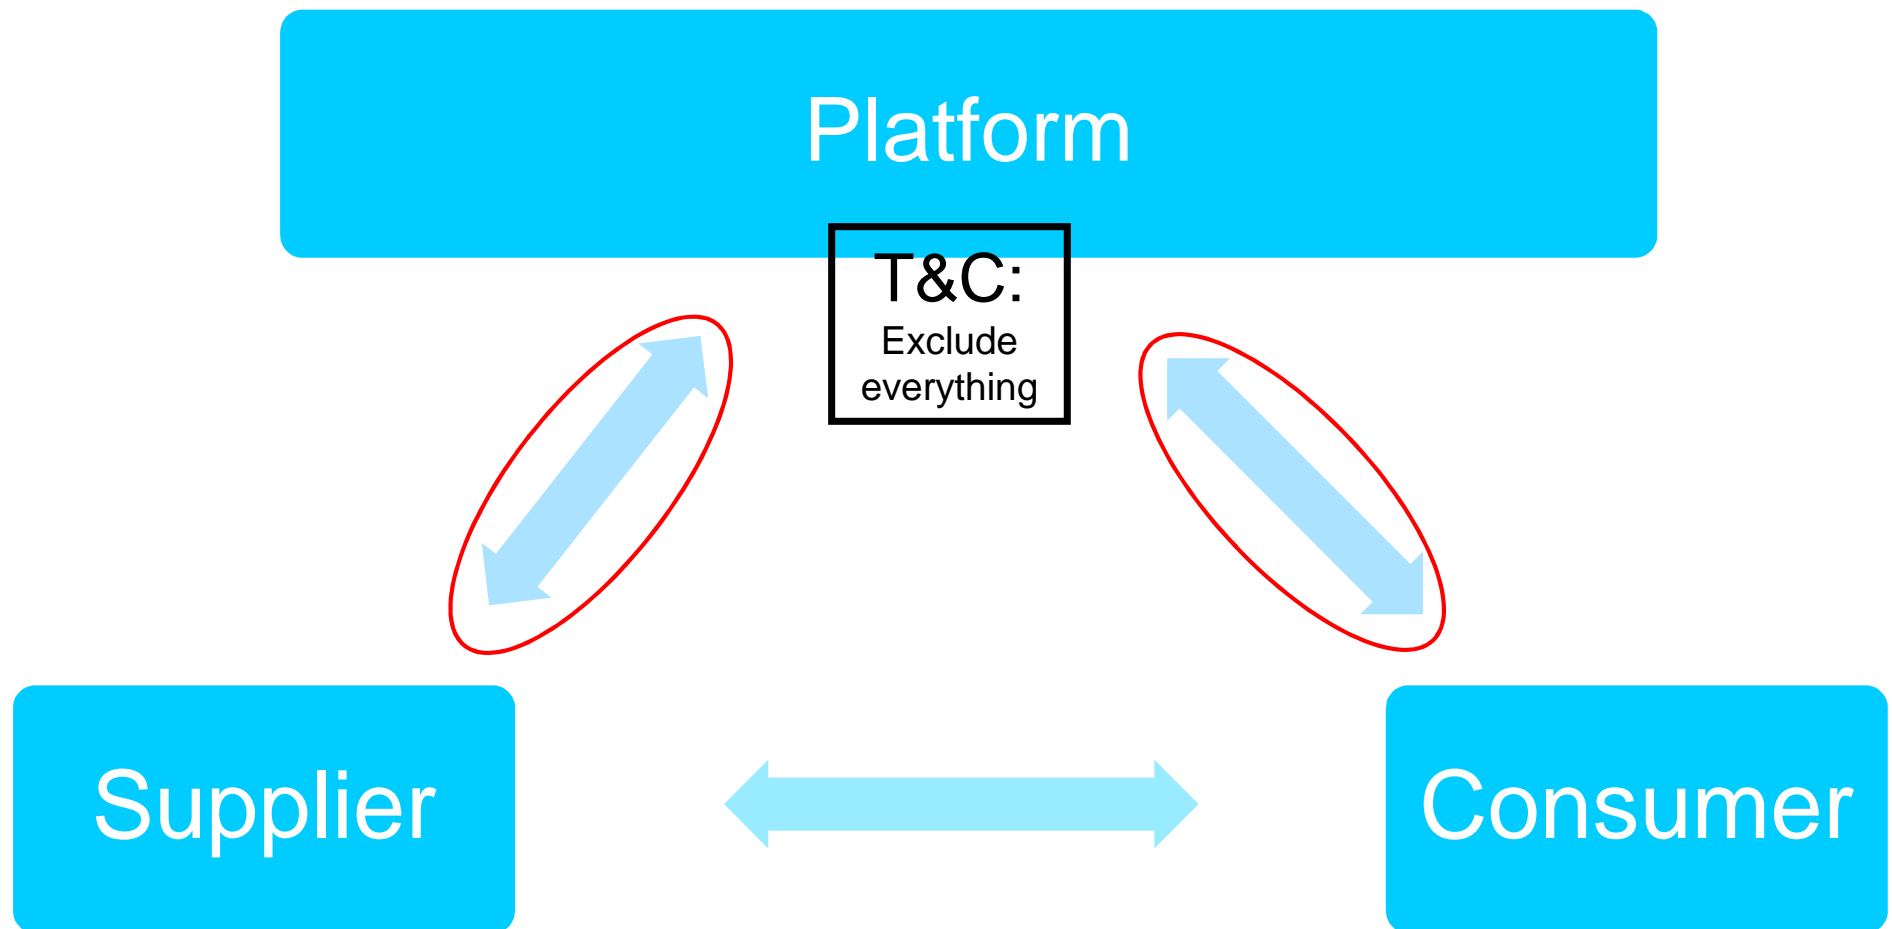 Platform
T&C:
Exclude
everything
Supplier
Consumer